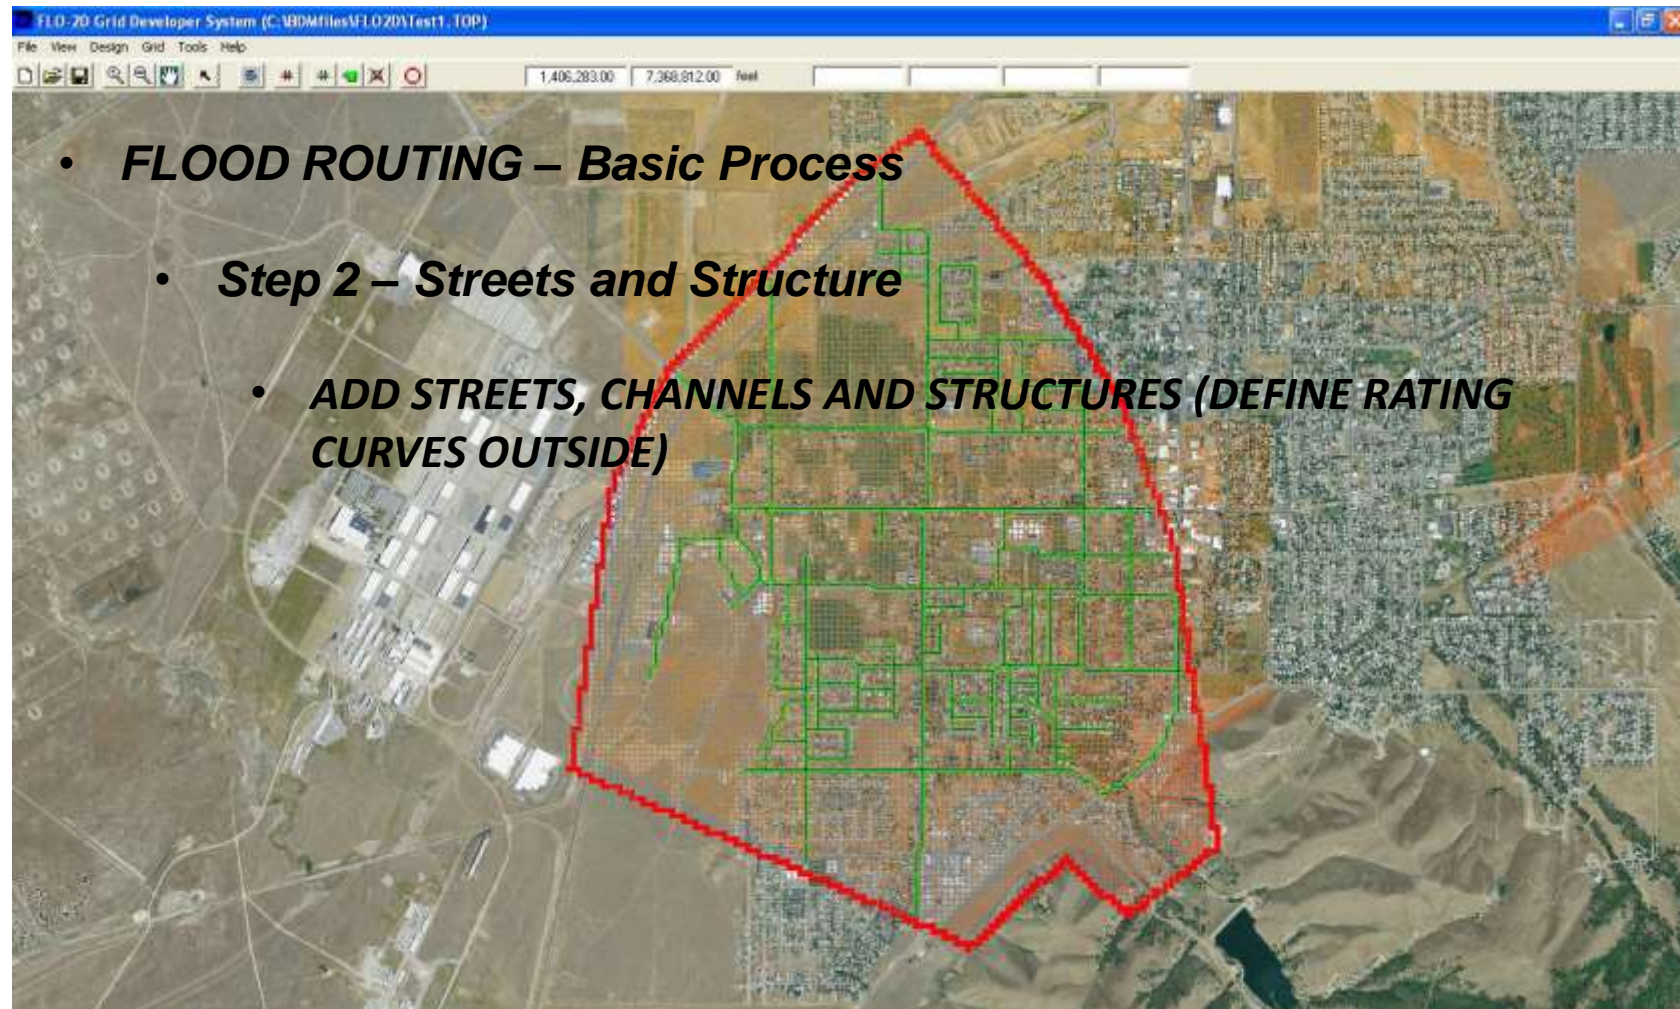 FLO-2D Grid Developer System (C:\BDMfiles\FLO2D\Test1.TOP)
File View Design Grid Tools Help
1,406,283.00 7,368,812.00 feet
• FLOOD ROUTING – Basic Process
• Step 2 – Streets and Structure
• ADD STREETS, CHANNELS AND STRUCTURES (DEFINE RATING
CURVES OUTSIDE)